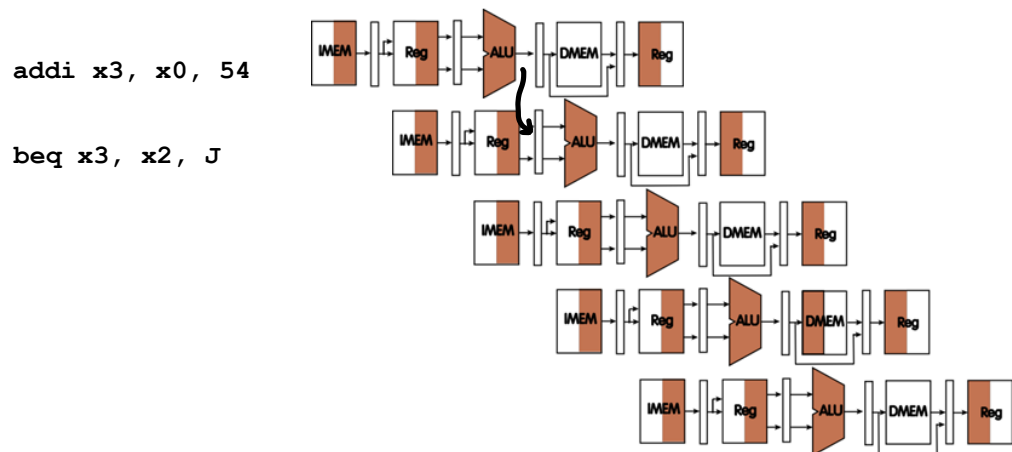 IMEM Reg ALU DMEM Reg
addi x3, x0, 54
IMEM Reg ALU DMEM Reg
beq x3, x2, J
IMEM Reg ALU DMEM Reg
IMEM Reg ALU DMEM Reg
IMEM Reg ALU DMEM Reg